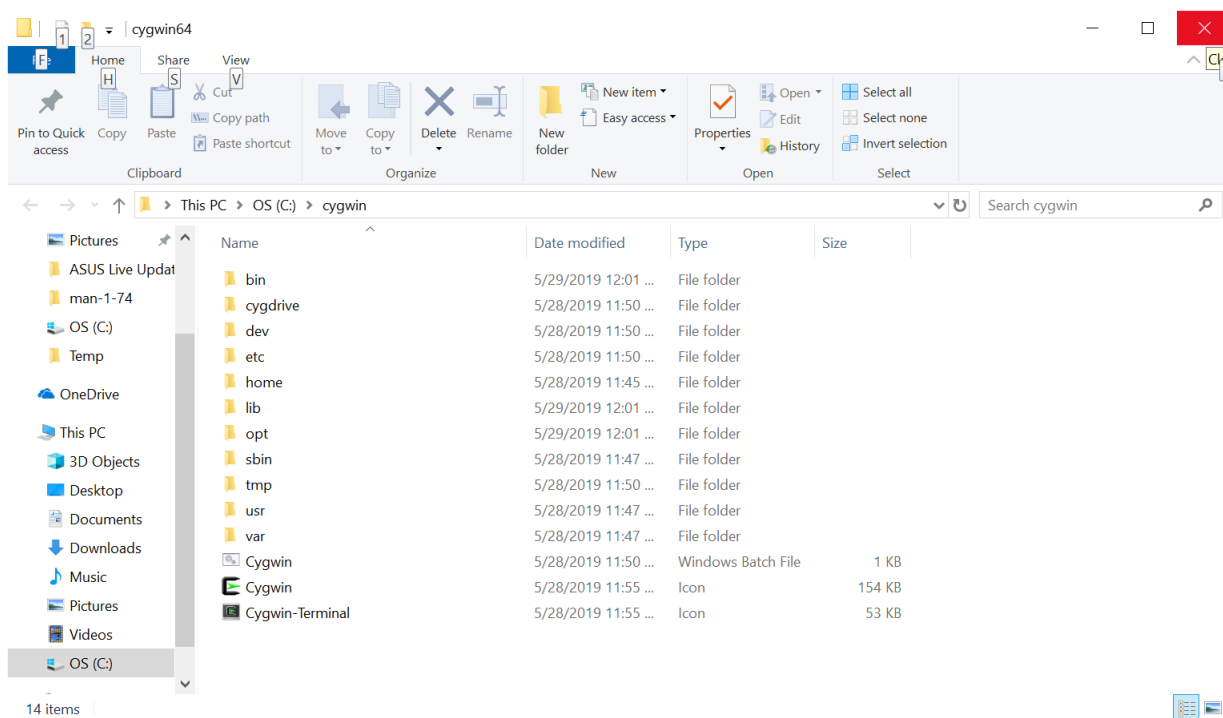 cygwin64
1 2
File Home Share View
F H S V
Cl
Pin to Quick access
Copy
Paste
Cut
Copy path
Paste shortcut
Clipboard
Move to
Copy to
Delete
Rename
Organize
New folder
New item
Easy access
New
Properties
Open
Edit
History
Open
Select all
Select none
Invert selection
Select
This PC > OS (C:) > cygwin
Search cygwin
Pictures
ASUS Live Updat
man-1-74
OS (C:)
Temp
OneDrive
This PC
3D Objects
Desktop
Documents
Downloads
Music
Pictures
Videos
OS (C:)
Name Date modified Type Size
bin 5/29/2019 12:01 ... File folder
cygdrive 5/28/2019 11:50 ... File folder
dev 5/28/2019 11:50 ... File folder
etc 5/28/2019 11:50 ... File folder
home 5/28/2019 11:45 ... File folder
lib 5/29/2019 12:01 ... File folder
opt 5/29/2019 12:01 ... File folder
sbin 5/28/2019 11:47 ... File folder
tmp 5/28/2019 11:50 ... File folder
usr 5/28/2019 11:47 ... File folder
var 5/28/2019 11:47 ... File folder
Cygwin 5/28/2019 11:50 ... Windows Batch File 1 KB
Cygwin 5/28/2019 11:55 ... Icon 154 KB
Cygwin-Terminal 5/28/2019 11:55 ... Icon 53 KB
14 items